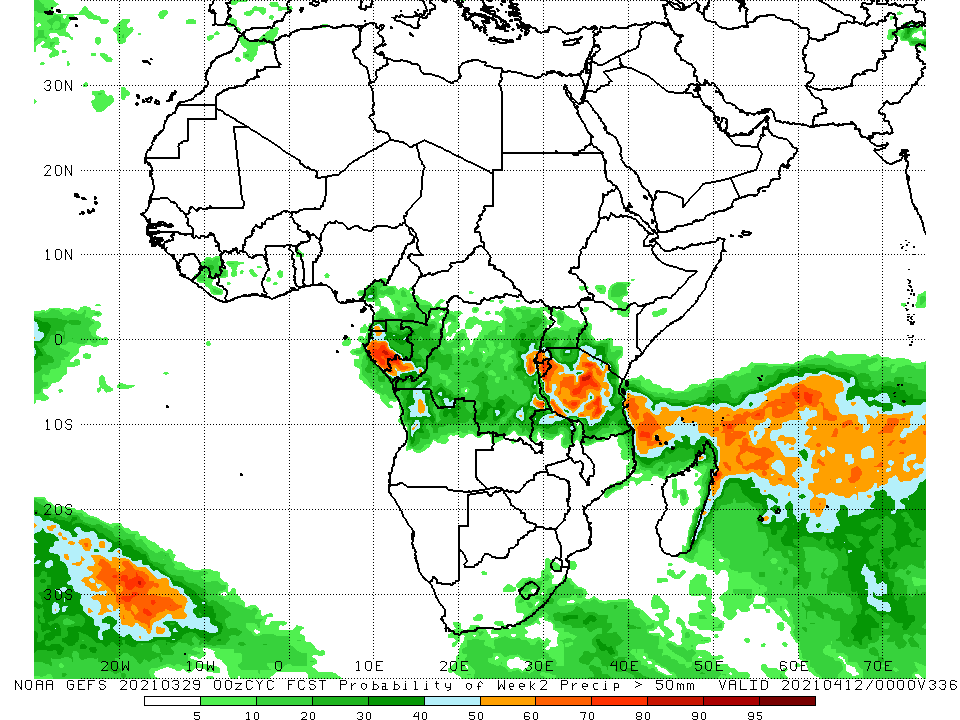 30N
20N
10N
0
10S
20S
30S
20W 10W 0 10E 20E 30E 40E 50E 60E 70E
NOAA GEFS 20210329 00zCYC FCST Probability of Week2 Precip > 50mm VALID 20210412/0000V336
5 10 20 30 40 50 60 70 80 90 95